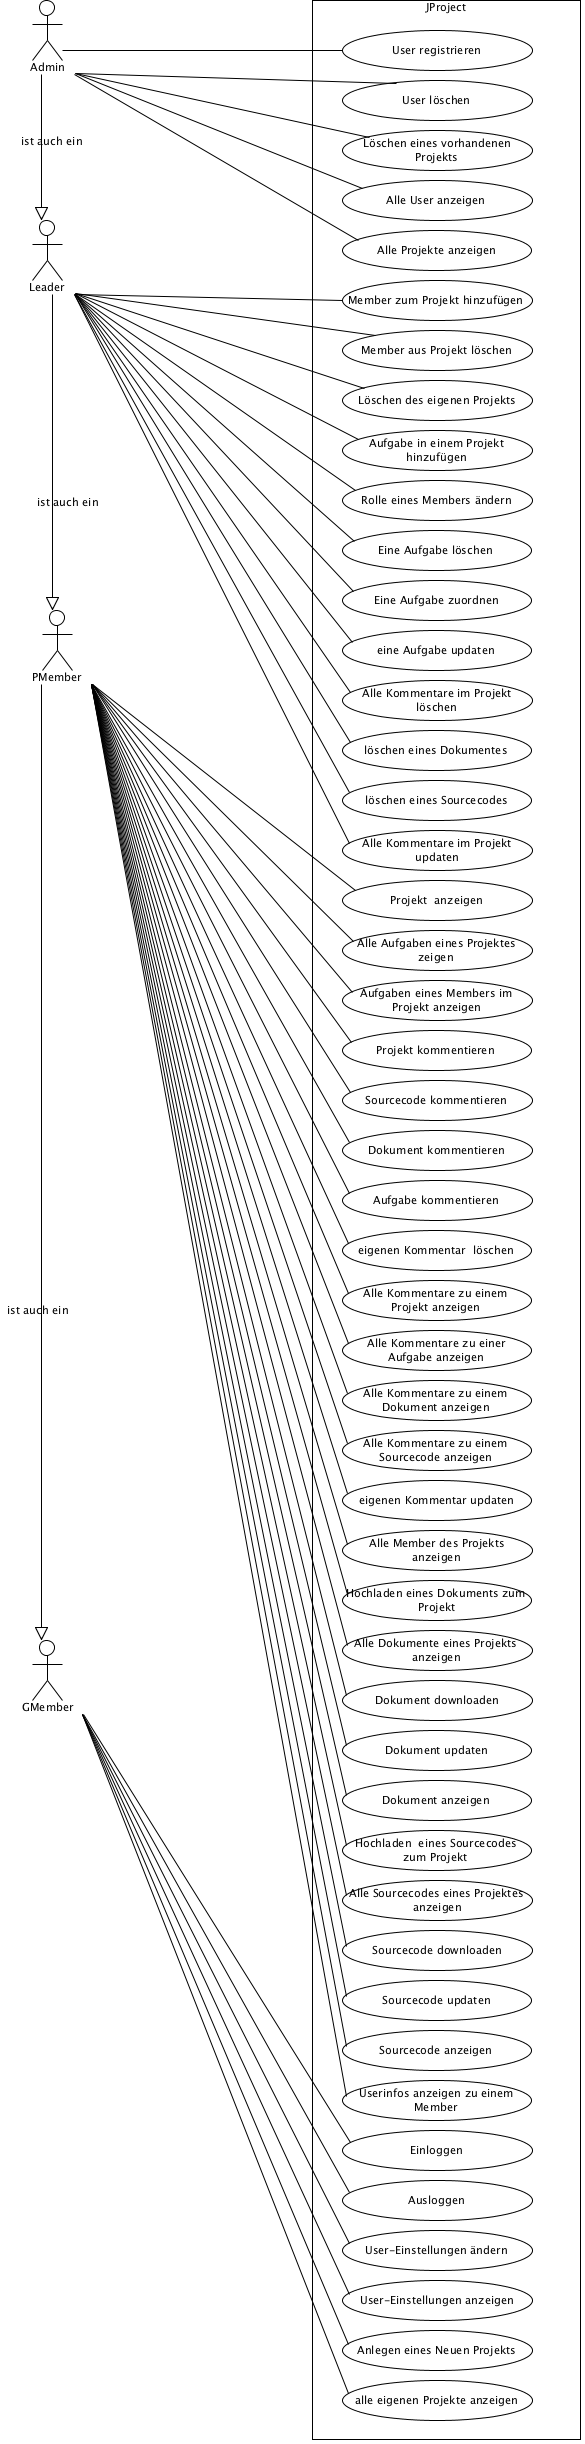 JProject
User registrieren
Admin
User löschen
ist auch ein
Löschen eines vorhandenen
Projekts
Alle User anzeigen
Alle Projekte anzeigen
Leader
Member zum Projekt hinzufügen
Member aus Projekt löschen
Löschen des eigenen Projekts
Aufgabe in einem Projekt
hinzufügen
Rolle eines Members ändern
ist auch ein
Eine Aufgabe löschen
Eine Aufgabe zuordnen
eine Aufgabe updaten
PMember
Alle Kommentare im Projekt
löschen
löschen eines Dokumentes
löschen eines Sourcecodes
Alle Kommentare im Projekt
updaten
Projekt  anzeigen
Alle Aufgaben eines Projektes
zeigen
Aufgaben eines Members im
Projekt anzeigen
Projekt kommentieren
Sourcecode kommentieren
Dokument kommentieren
Aufgabe kommentieren
eigenen Kommentar  löschen
Alle Kommentare zu einem
Projekt anzeigen
ist auch ein
Alle Kommentare zu einer
Aufgabe anzeigen
Alle Kommentare zu einem
Dokument anzeigen
Alle Kommentare zu einem
Sourcecode anzeigen
eigenen Kommentar updaten
Alle Member des Projekts
anzeigen
Hochladen eines Dokuments zum
Projekt
Alle Dokumente eines Projekts
anzeigen
Dokument downloaden
GMember
Dokument updaten
Dokument anzeigen
Hochladen  eines Sourcecodes
zum Projekt
Alle Sourcecodes eines Projektes
anzeigen
Sourcecode downloaden
Sourcecode updaten
Sourcecode anzeigen
Userinfos anzeigen zu einem
Member
Einloggen
Ausloggen
User-Einstellungen ändern
User-Einstellungen anzeigen
Anlegen eines Neuen Projekts
alle eigenen Projekte anzeigen